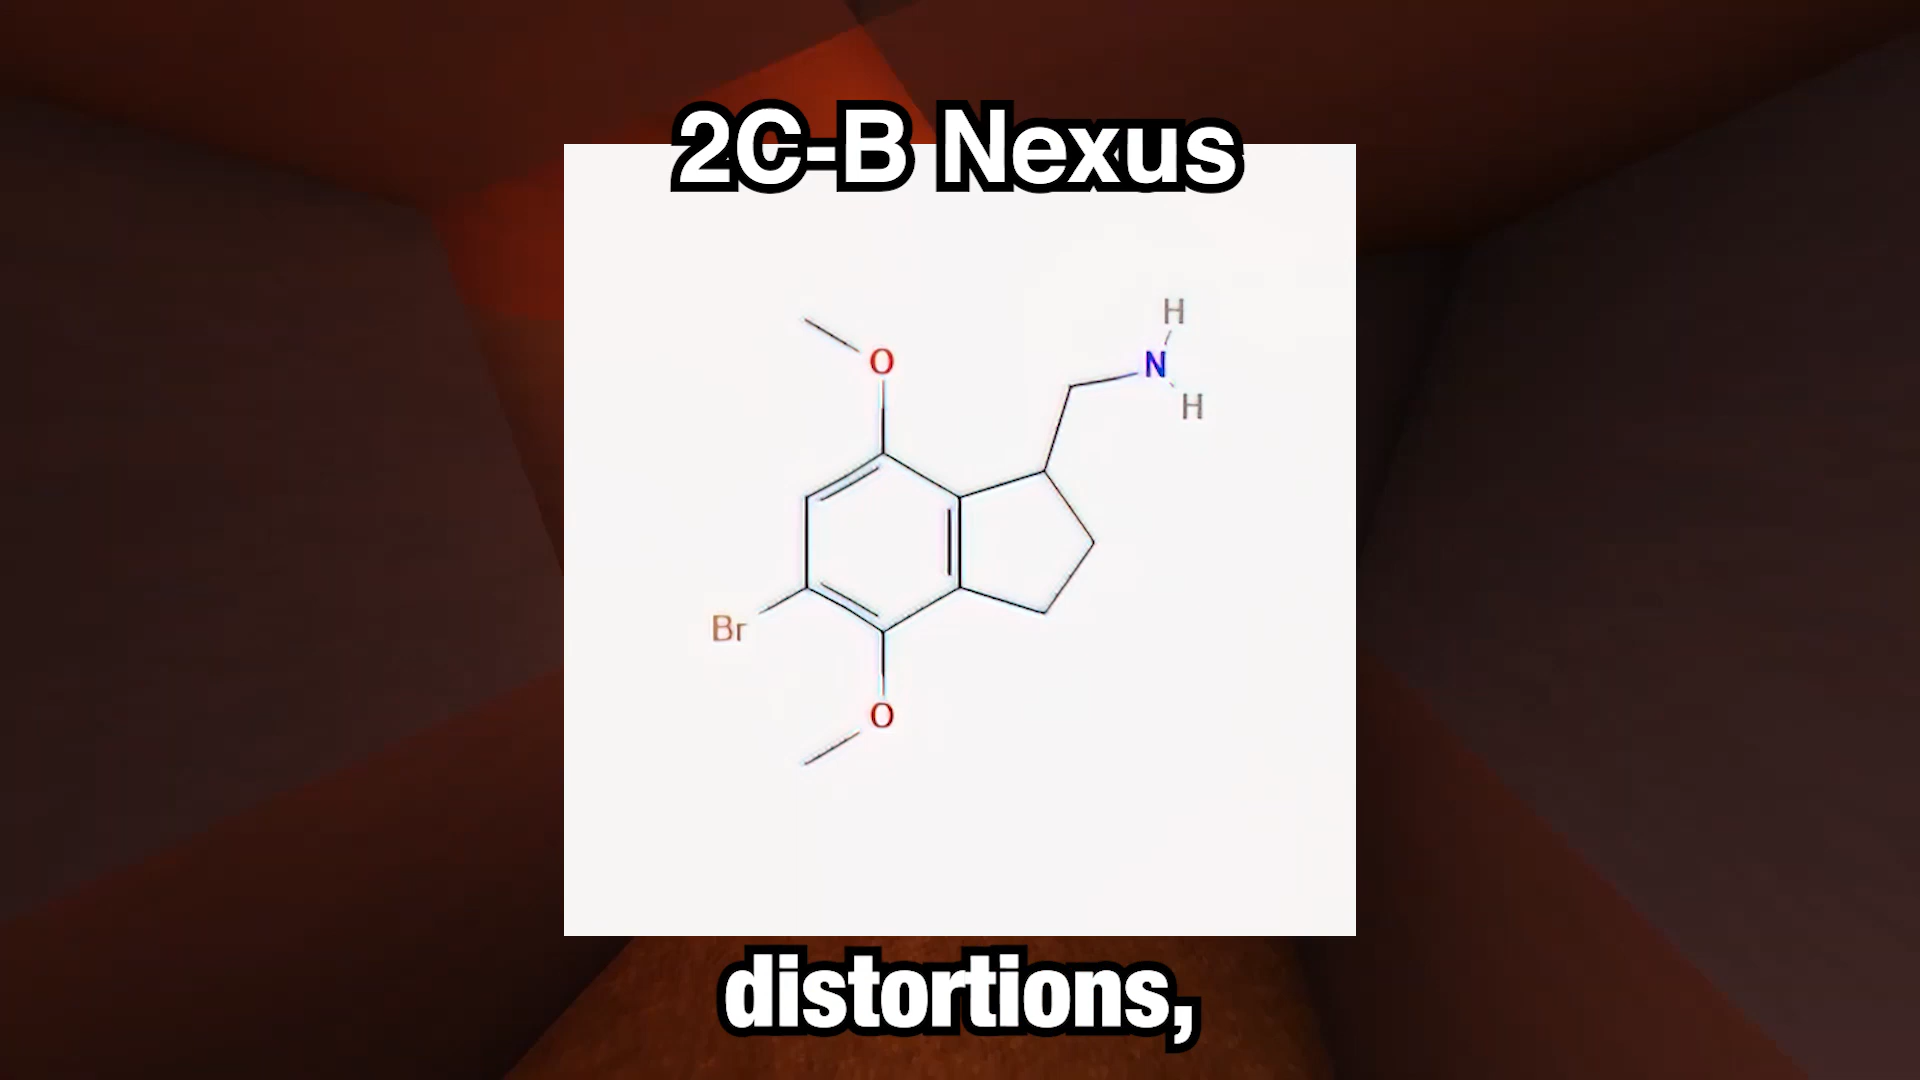 2C-B Nexus
O
H
N
H
Br
O
distortions,